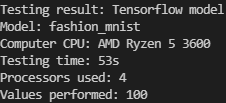 Testing result: Tensorflow model
Model: fashion_mnist
Computer CPU: AMD Ryzen 5 3600
Testing time: 53s
Processors used: 4
Values performed: 100